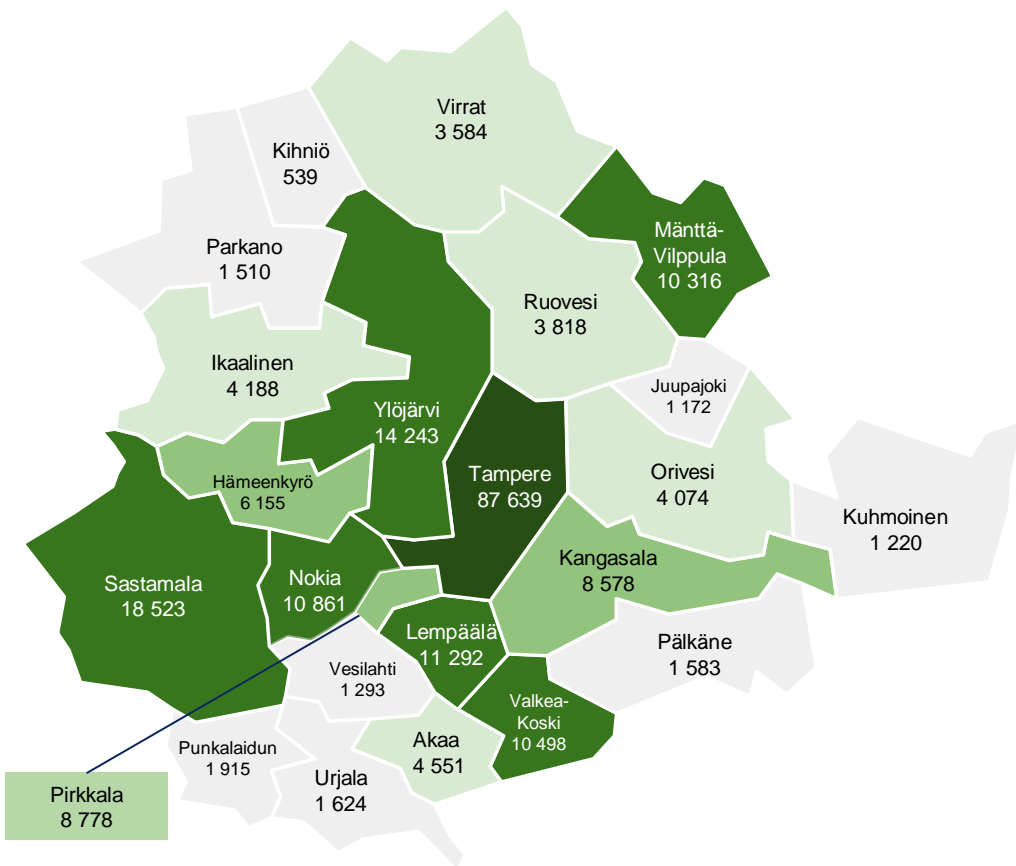 Virrat
3 584
Kihniö
539
Mänttä-
Vilppula
10 316
Parkano
1 510
Ruovesi
3 818
Ikaalinen
4 188
Juupajoki
1 172
Ylöjärvi
14 243
Hämeenkyrö
6 155
Tampere
87 639
Orivesi
4 074
Kuhmoinen
1 220
Kangasala
8 578
Sastamala
18 523
Nokia
10 861
Lempäälä
11 292
Pälkäne
1 583
Vesilahti
1 293
Valkea-
Koski
10 498
Akaa
4 551
Punkalaidun
1 915
Urjala
1 624
Pirkkala
8 778